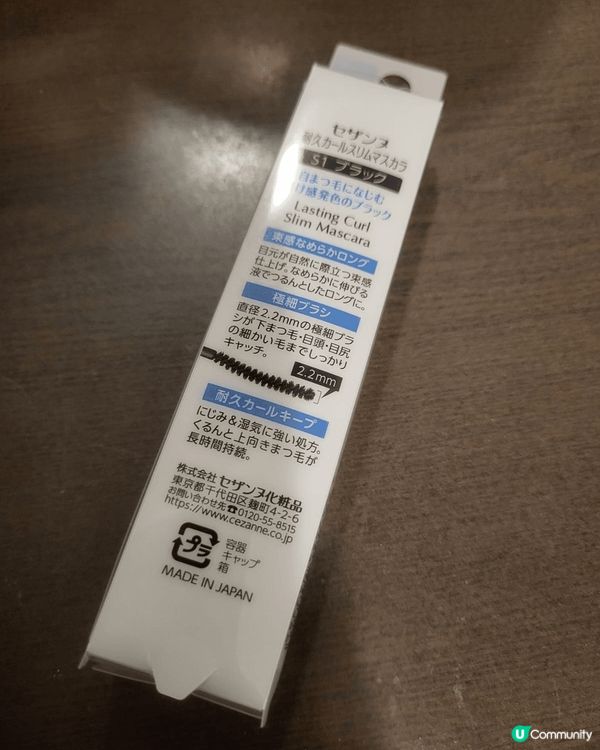 セザンヌ
耐久カールスリムマスカラ
S1 ブラック
自まつ毛になじむ
け感発色のブラック
Lasting Curl
Slim Mascara
束感なめらかロング
目元が自然に際立つ束感
仕上げ。なめらかに伸びる
液でつるんとしたロングに。
極細ブラシ
直径2.2mmの極細ブラ
シが下まつ毛・目頭・目尻
の細かい毛までしっかり
キャッチ。
2.2mm
耐久カールキープ
にじみ&湿気に強い処方。
くるんと上向きまつ毛が
長時間持続。
株式会社 セザンヌ化粧品
東京都千代田区麹町4-2-6
お問い合わせ先☎0120-55-8515
https://www.cezanne.co.jp
プラ
容器
キャップ
箱
MADE IN JAPAN
U Community